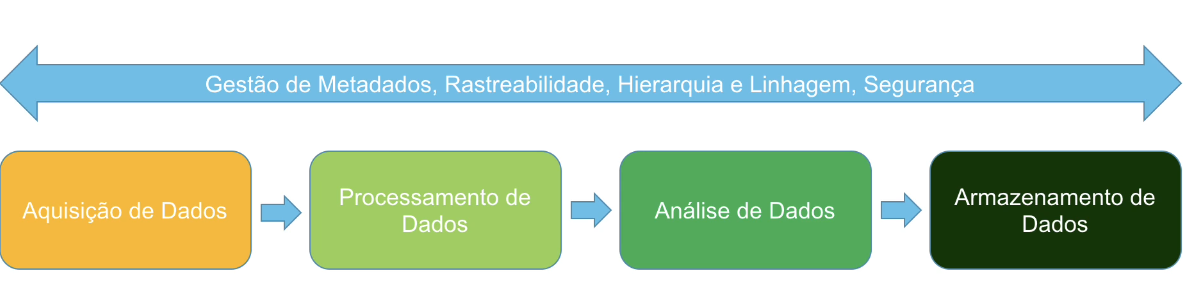 Gestão de Metadados, Rastreabilidade, Hierarquia e Linhagem, Segurança
Aquisição de Dados
Processamento de
Dados
Análise de Dados
Armazenamento de
Dados